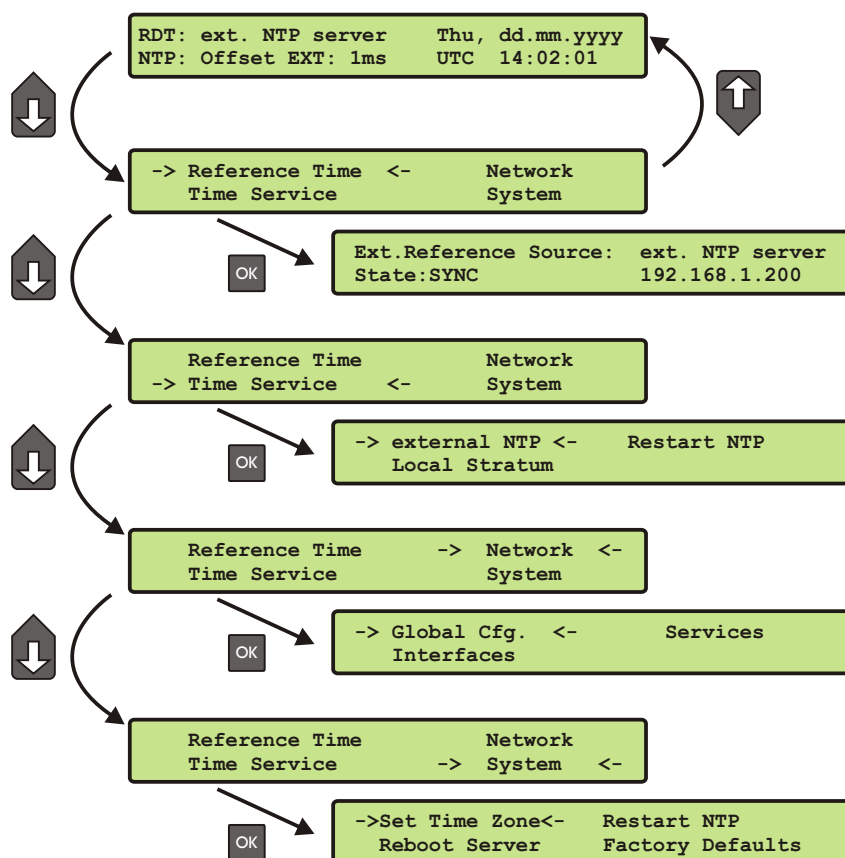 RDT: ext. NTP server Thu, dd.mm.yyyy
NTP: Offset EXT: 1ms UTC 14:02:01
-> Reference Time <- Network
Time Service System
OK
Ext.Reference Source: ext. NTP server
State:SYNC 192.168.1.200
Reference Time Network
-> Time Service <- System
OK
-> external NTP <- Restart NTP
Local Stratum
Reference Time -> Network <-
Time Service System
OK
-> Global Cfg. <- Services
Interfaces
Reference Time Network
Time Service -> System <-
OK
->Set Time Zone<- Restart NTP
Reboot Server Factory Defaults